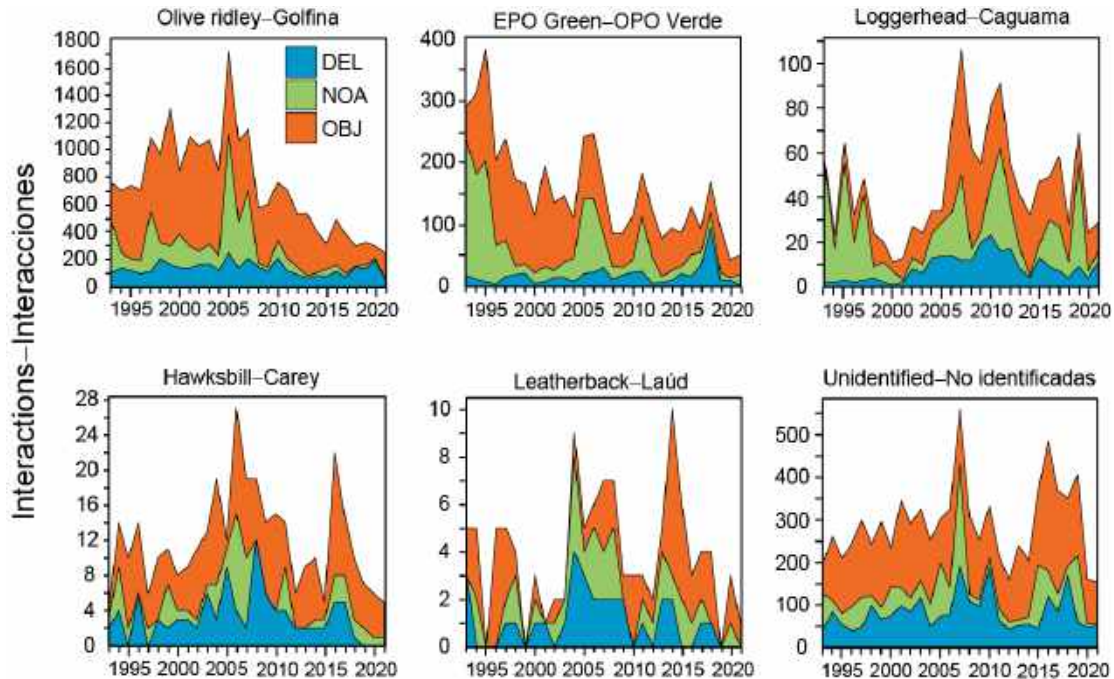 Olive ridley–Golfina
EPO Green–OPO Verde
Loggerhead–Caguama
Interactions–Interacciones
1800
1600
1400
1200
1000
800
600
400
200
0
DEL
NOA
OBJ
1995 2000 2005 2010 2015 2020
400
300
200
100
0
1995 2000 2005 2010 2015 2020
100
80
60
40
20
0
1995 2000 2005 2010 2015 2020
Hawksbill–Carey
Leatherback–Laúd
Unidentified–No identificadas
28
24
20
16
12
8
4
0
1995 2000 2005 2010 2015 2020
10
8
6
4
2
0
1995 2000 2005 2010 2015 2020
500
400
300
200
100
0
1995 2000 2005 2010 2015 2020